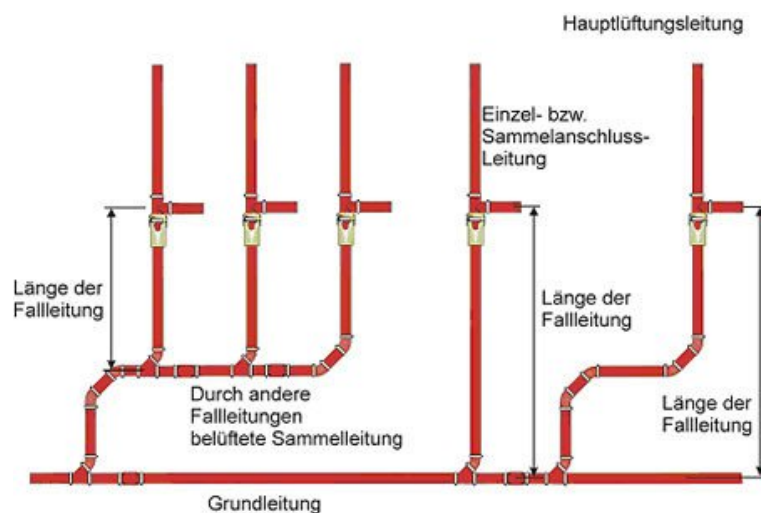 Hauptlüftungsleitung
Einzel- bzw.
Sammelanschluss-
Leitung
Länge der
Fallleitung
Länge der
Fallleitung
Länge der
Fallleitung
Durch andere
Fallleitungen
belüftete Sammelleitung
Grundleitung